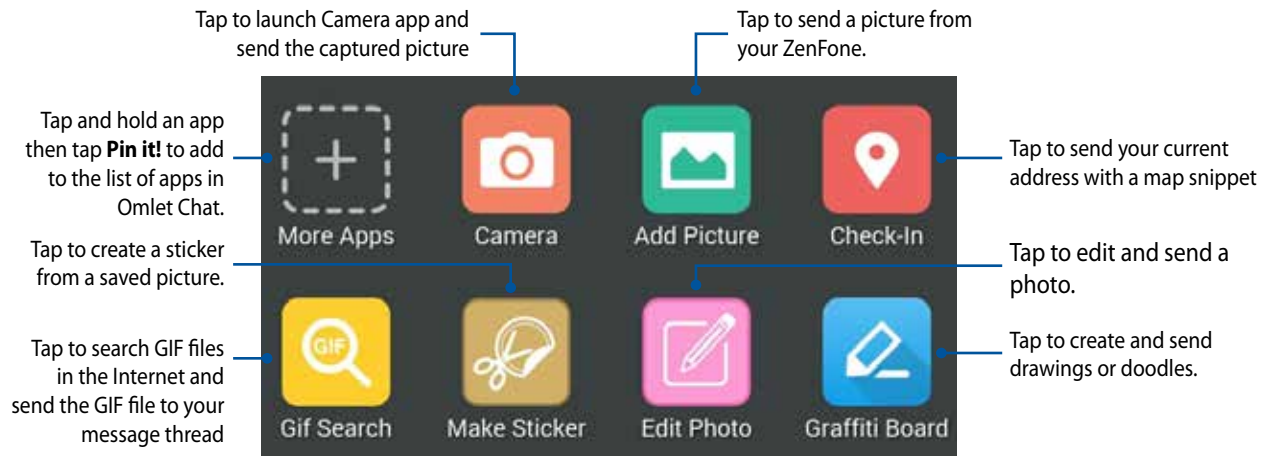 Tap to launch Camera app and
send the captured picture
Tap to send a picture from
your ZenFone.
Tap and hold an app
then tap Pin it! to add
to the list of apps in
Omlet Chat.
Tap to send your current
address with a map snippet
More Apps
Camera
Add Picture
Check-In
Tap to create a sticker
from a saved picture.
Tap to edit and send a
photo.
Tap to search GIF files
in the Internet and
send the GIF file to your
message thread
GIF
Tap to create and send
drawings or doodles.
Gif Search
Make Sticker
Edit Photo
Graffiti Board